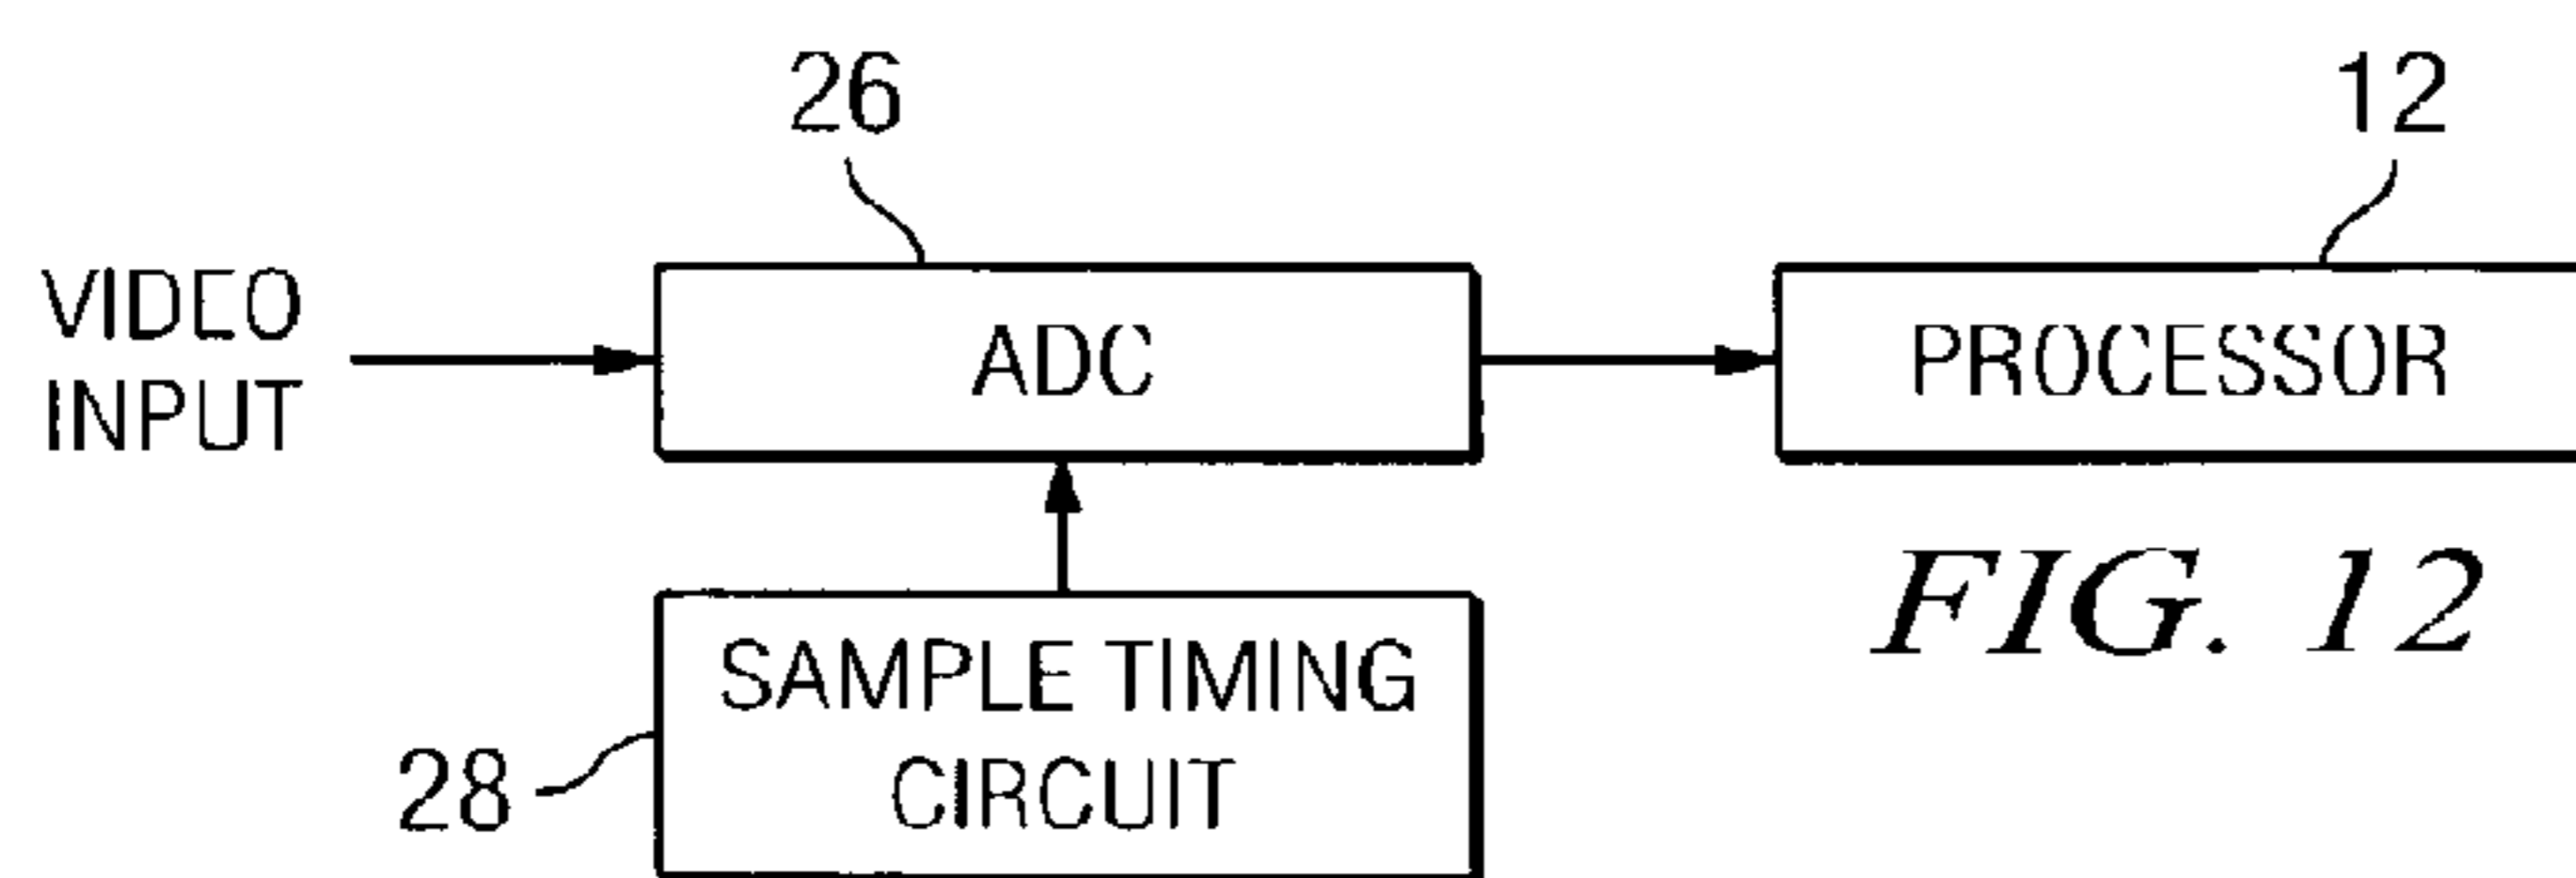 26
12
VIDEO
INPUT
ADC
PROCESSOR
FIG. 12
SAMPLE TIMING
CIRCUIT
28